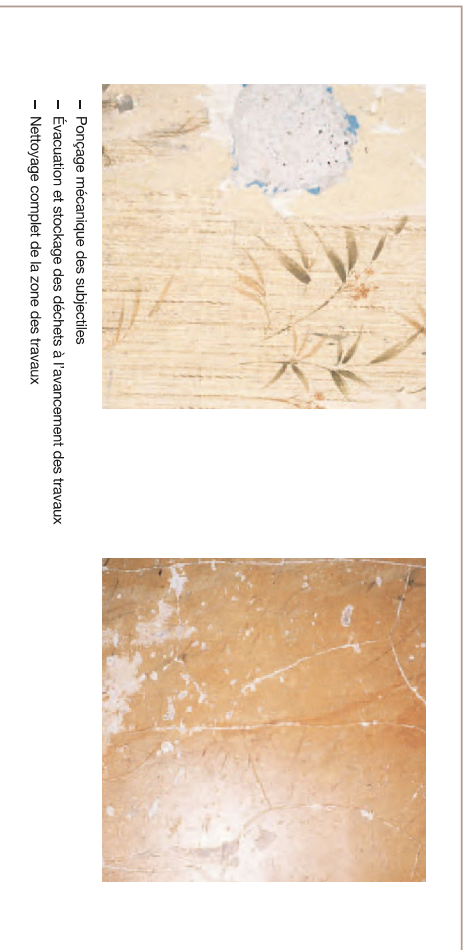 – Ponçage mécanique des subjectiles
– Évacuation et stockage des déchets à l'avancement des travaux
– Nettoyage complet de la zone des travaux